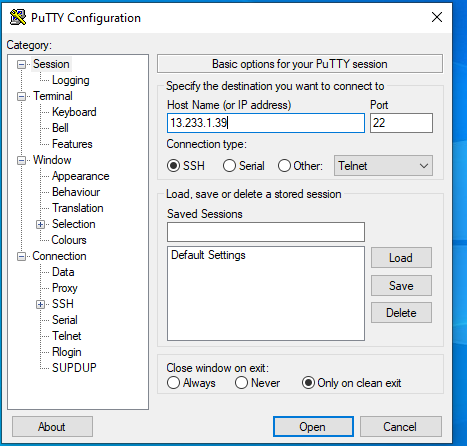 PuTTY Configuration
Category:
Session
Logging
Terminal
Keyboard
Bell
Features
Window
Appearance
Behaviour
Translation
Selection
Colours
Connection
Data
Proxy
SSH
Serial
Telnet
Rlogin
SUPDUP
Basic options for your PuTTY session
Specify the destination you want to connect to
Host Name (or IP address) Port
13.233.1.39 22
Connection type:
SSH Serial Other: Telnet
Load, save or delete a stored session
Saved Sessions
Default Settings
Load
Save
Delete
Close window on exit:
Always Never Only on clean exit
About Open Cancel